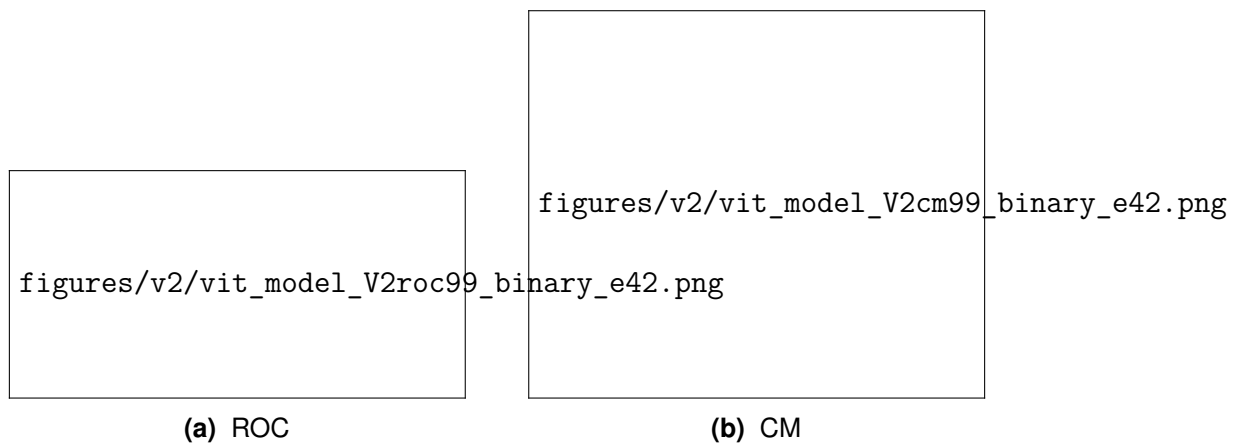 figures/v2/vit_model_V2roc99_binary_e42.png
(a) ROC
figures/v2/vit_model_V2cm99_binary_e42.png
(b) CM